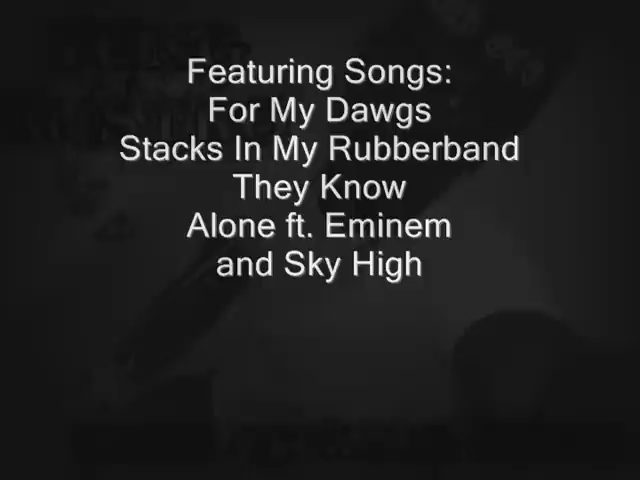 Featuring Songs:
For My Dawgs
Stacks In My Rubberband
They Know
Alone ft. Eminem
and Sky High